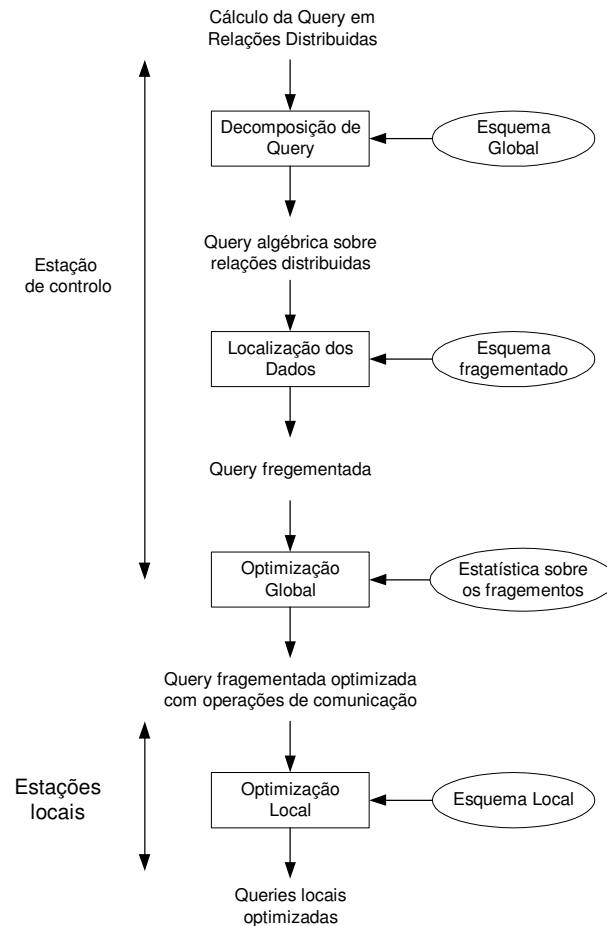 Cálculo da Query em
Relações Distribuidas
Decomposição de
Query
Esquema
Global
Query algébrica sobre
relações distribuidas
Estação
de controlo
Localização dos
Dados
Esquema
fragementado
Query fregementada
Optimização
Global
Estatística sobre
os fragementos
Query fragementada optimizada
com operações de comunicação
Estações
locais
Optimização
Local
Esquema Local
Queries locais
optimizadas